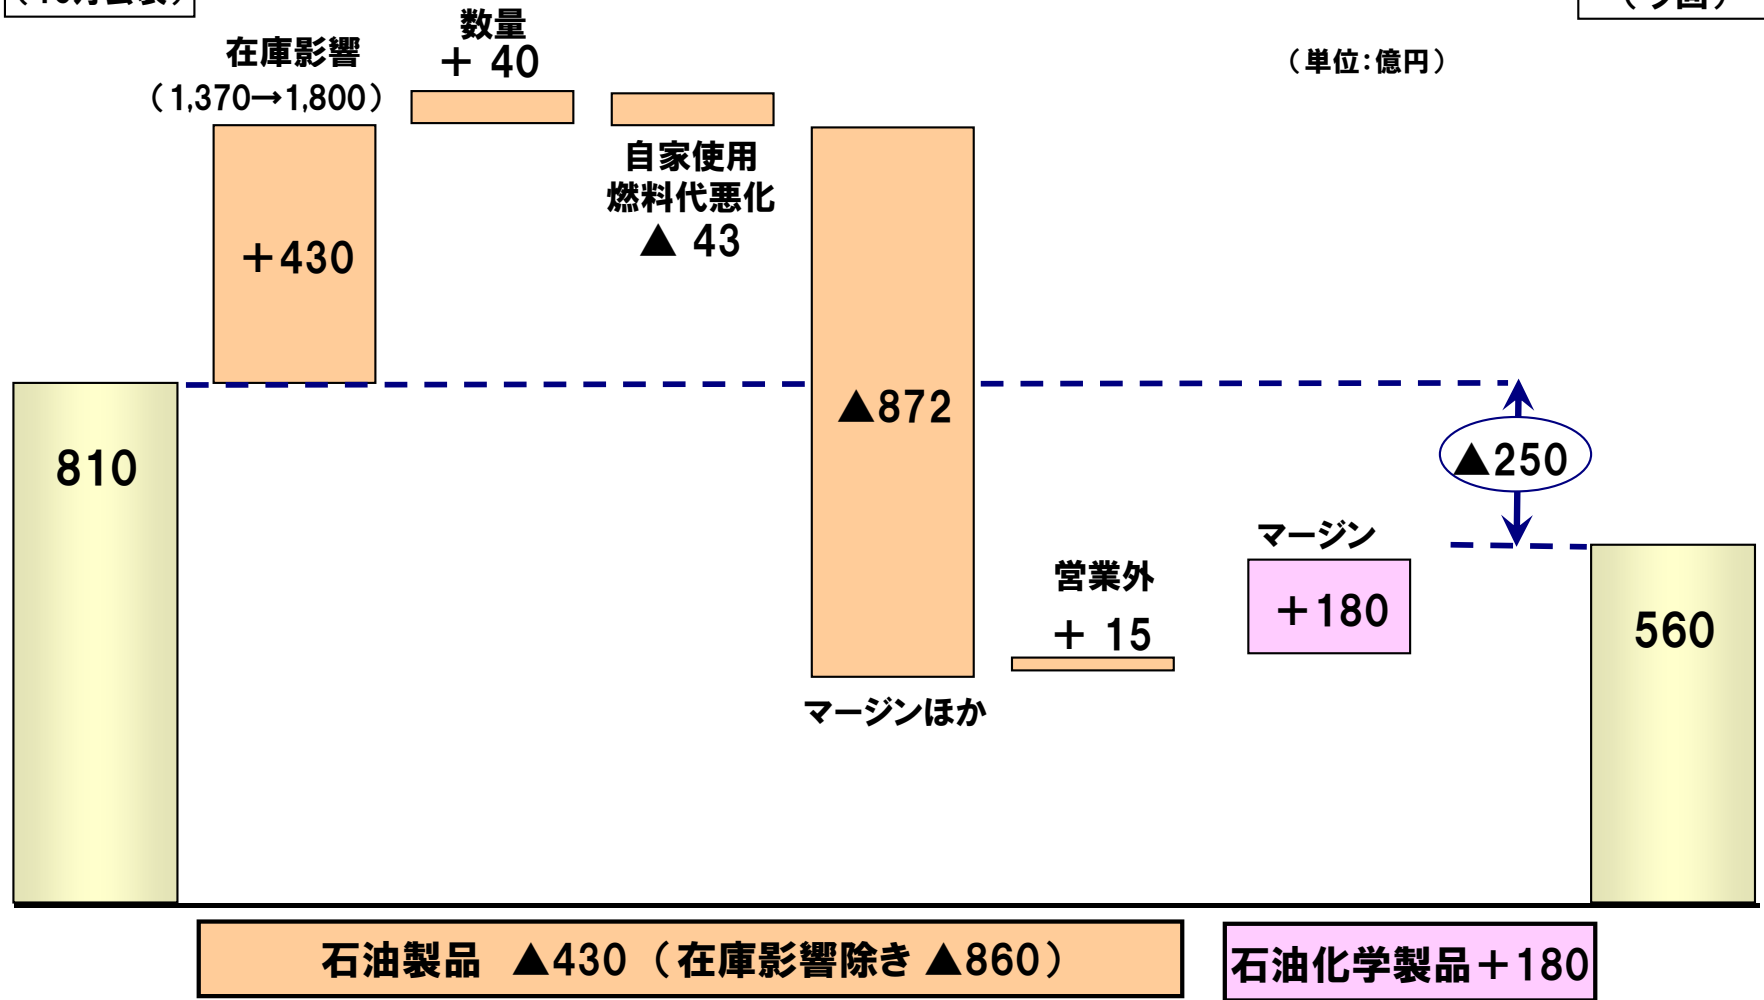 在庫影響
（1,370→1,800）
数量
＋ 40
（単位：億円）
自家使用
燃料代悪化
▲ 43
＋430
810
▲872
マージンほか
営業外
＋ 15
マージン
＋180
▲250
560
石油製品 ▲430（在庫影響除き ▲860）
石油化学製品＋180